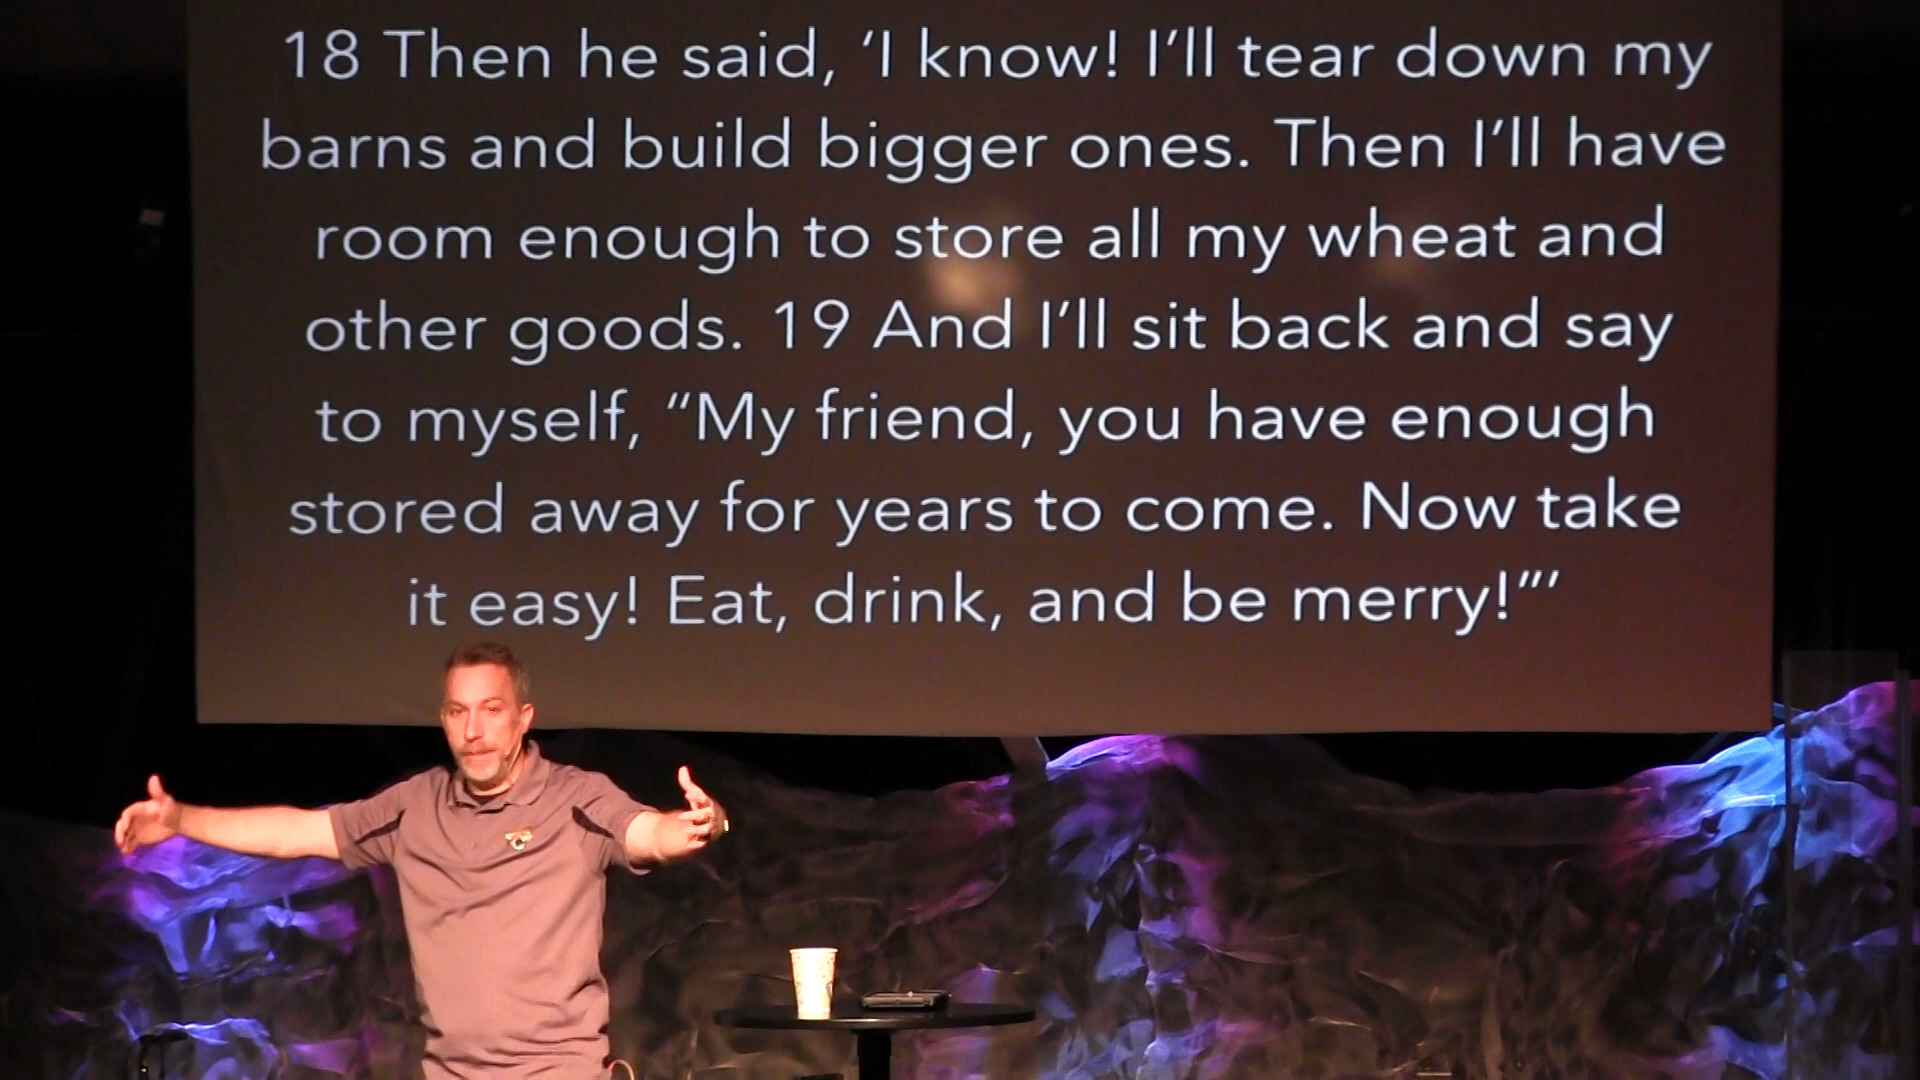 18 Then he said, ‘I know! I’ll tear down my
barns and build bigger ones. Then I’ll have
room enough to store all my wheat and
other goods. 19 And I’ll sit back and say
to myself, “My friend, you have enough
stored away for years to come. Now take
it easy! Eat, drink, and be merry!”’